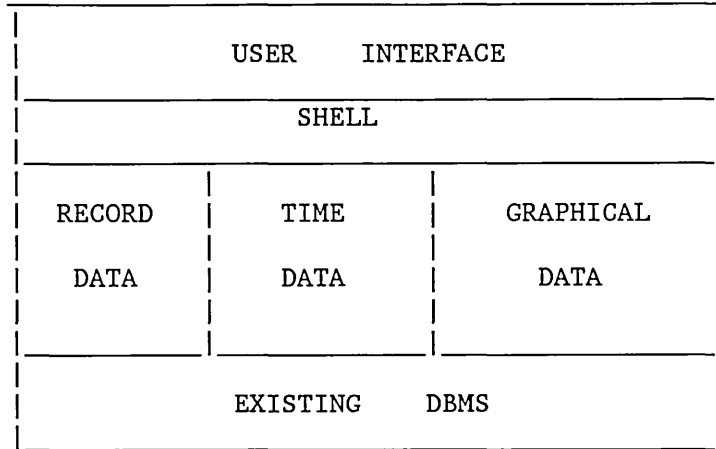 USER INTERFACE
SHELL
RECORD TIME GRAPHICAL
DATA DATA DATA
EXISTING DBMS